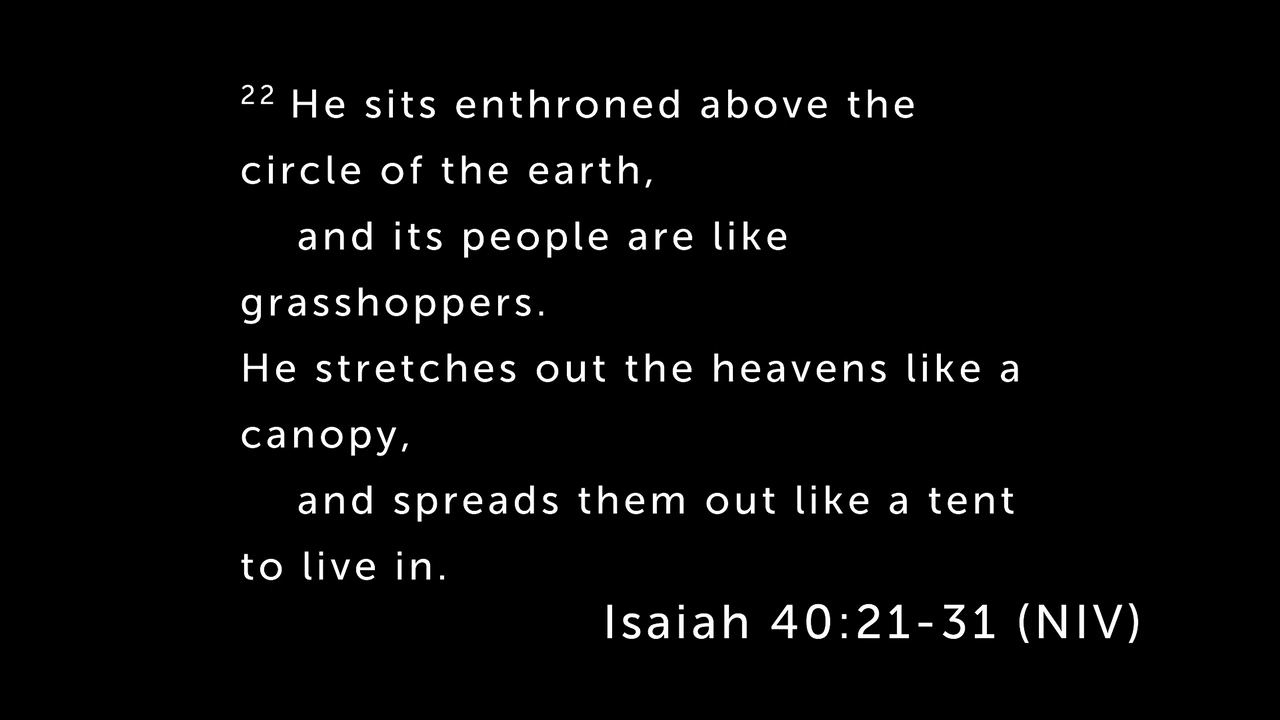 22 He sits enthroned above the
circle of the earth,
and its people are like
grasshoppers.
He stretches out the heavens like a
canopy,
and spreads them out like a tent
to live in.
Isaiah 40:21-31 (NIV)